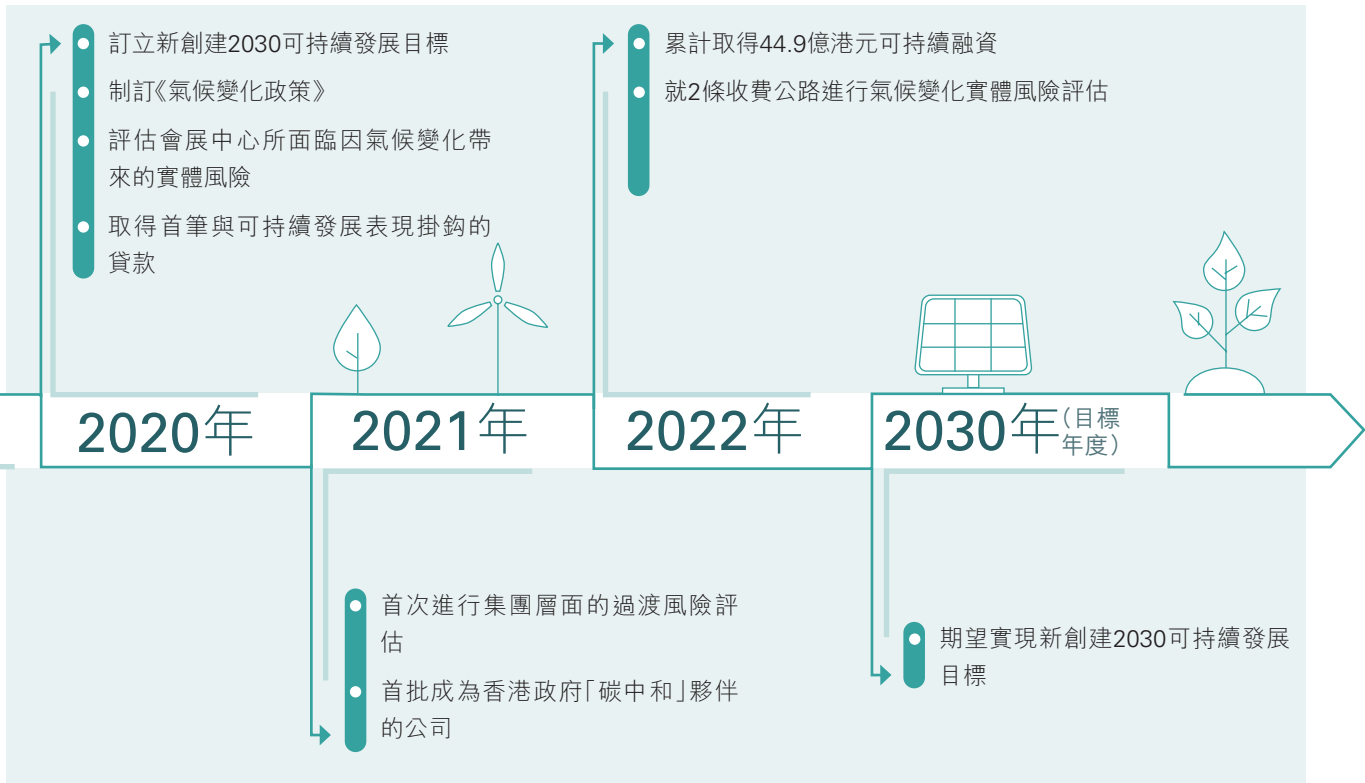 訂立新創建2030可持續發展目標
制訂《氣候變化政策》
評估會展中心所面臨因氣候變化帶
來的實體風險
取得首筆與可持續發展表現掛鈎的
貸款
累計取得44.9億港元可持續融資
就2條收費公路進行氣候變化實體風險評估
2020年
2021年
2022年
2030年(目標
年度)
首次進行集團層面的過渡風險評
估
首批成為香港政府「碳中和」夥伴
的公司
期望實現新創建2030可持續發展
目標